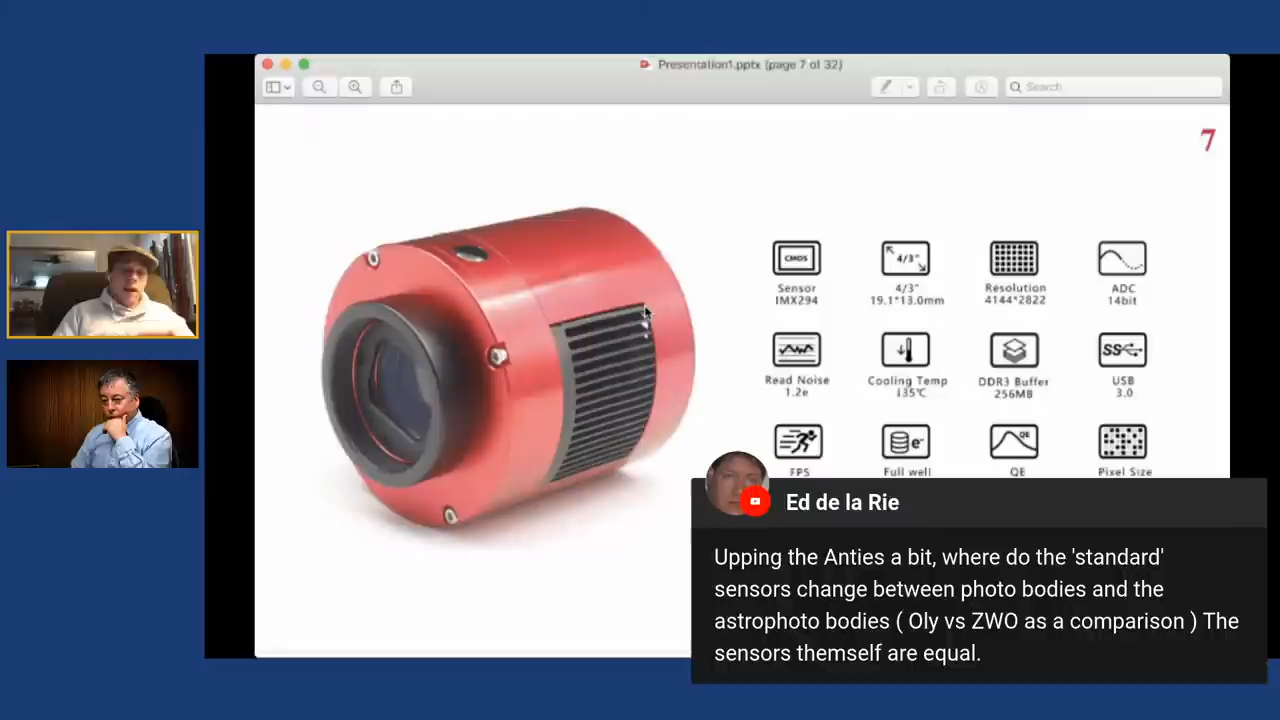 Presentation1.pptx (page 7 of 32)
Search
7
CMOS
Sensor
IMX294
4/3"
4/3"
19.1*13.0mm
Resolution
4144*2822
ADC
14bit
Read Noise
1.2e
Cooling Temp
↓35℃
DDR3 Buffer
256MB
SS
USB
3.0
FPS
e-
Full well
QE
QE
Pixel Size
Ed de la Rie
Upping the Anties a bit, where do the 'standard'
sensors change between photo bodies and the
astrophoto bodies ( Oly vs ZWO as a comparison ) The
sensors themself are equal.